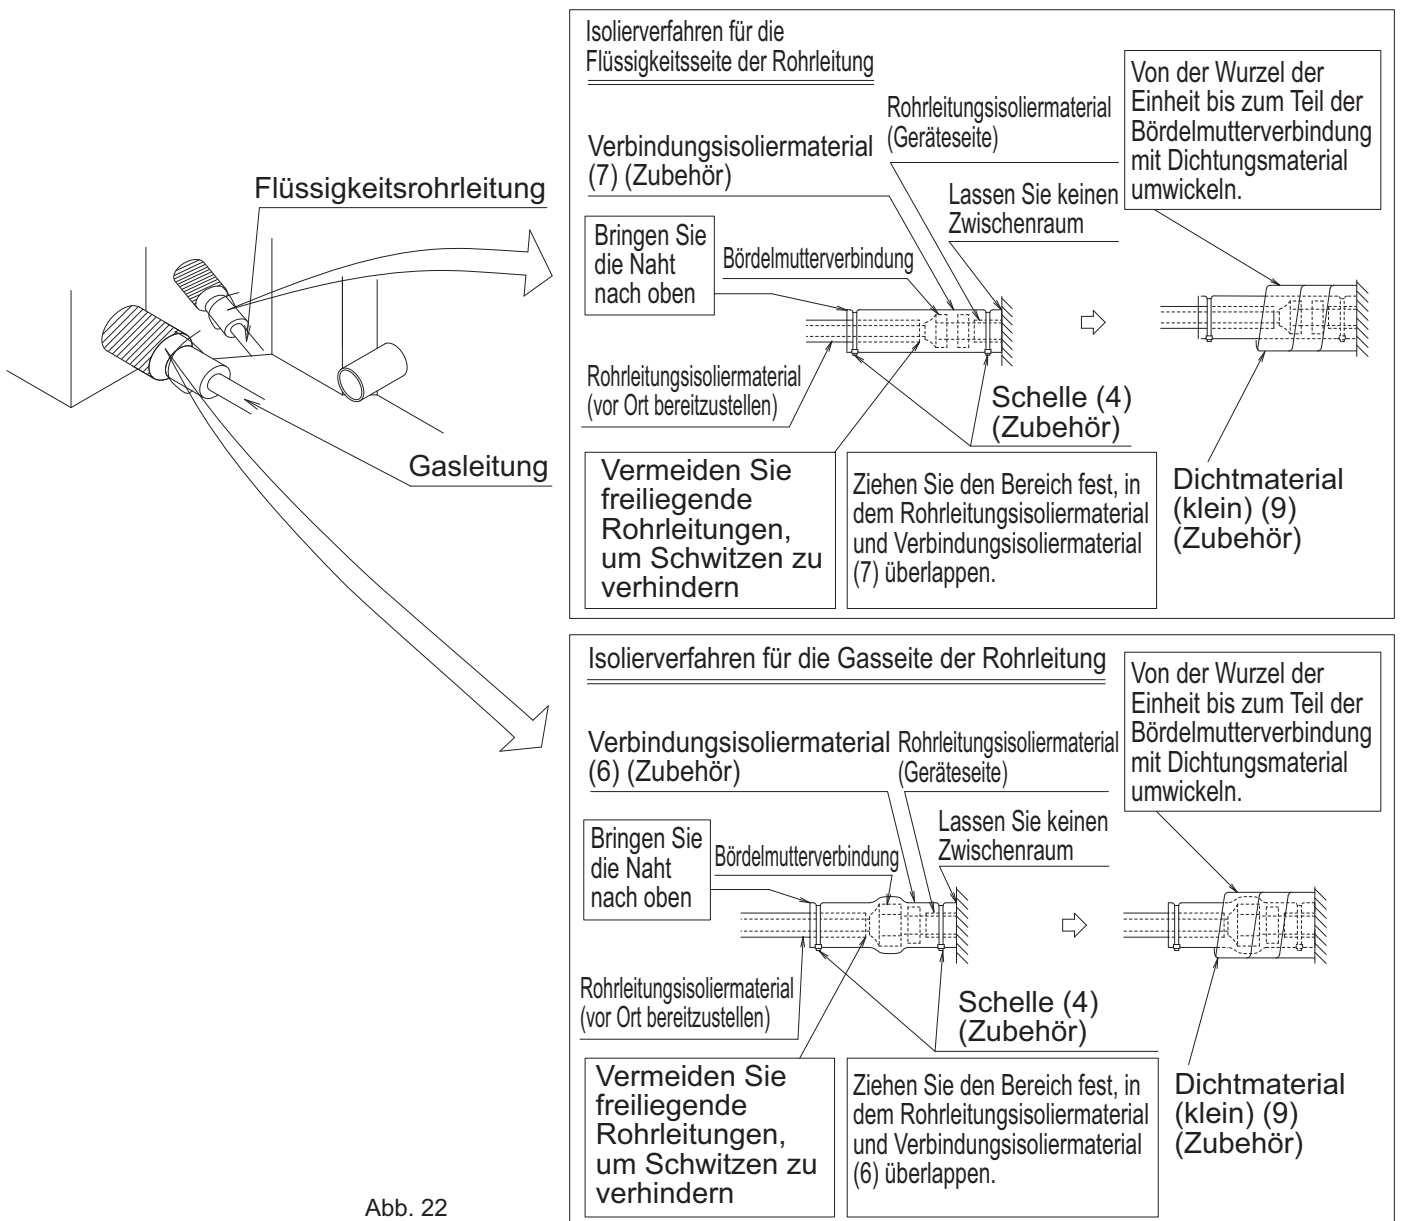 Flüssigkeitsrohrleitung
Gasleitung
Isolierverfahren für die
Flüssigkeitsseite der Rohrleitung
Verbindungsisoliermaterial
(7) (Zubehör)
Rohrleitungsisoliermaterial
(Geräteseite)
Lassen Sie keinen
Zwischenraum
Von der Wurzel der
Einheit bis zum Teil der
Bördelmutterverbindung
mit Dichtungsmaterial
umwickeln.
Bringen Sie
die Naht
nach oben
Bördelmutterverbindung
Rohrleitungsisoliermaterial
(vor Ort bereitzustellen)
Schelle (4)
(Zubehör)
Vermeiden Sie
freiliegende
Rohrleitungen,
um Schwitzen zu
verhindern
Ziehen Sie den Bereich fest, in
dem Rohrleitungsisoliermaterial
und Verbindungsisoliermaterial
(7) überlappen.
Dichtmaterial
(klein) (9)
(Zubehör)
Isolierverfahren für die Gasseite der Rohrleitung
Verbindungsisoliermaterial
(6) (Zubehör)
Rohrleitungsisoliermaterial
(Geräteseite)
Lassen Sie keinen
Zwischenraum
Von der Wurzel der
Einheit bis zum Teil der
Bördelmutterverbindung
mit Dichtungsmaterial
umwickeln.
Bringen Sie
die Naht
nach oben
Bördelmutterverbindung
Rohrleitungsisoliermaterial
(vor Ort bereitzustellen)
Schelle (4)
(Zubehör)
Vermeiden Sie
freiliegende
Rohrleitungen,
um Schwitzen zu
verhindern
Ziehen Sie den Bereich fest, in
dem Rohrleitungsisoliermaterial
und Verbindungsisoliermaterial
(6) überlappen.
Dichtmaterial
(klein) (9)
(Zubehör)
Abb. 22